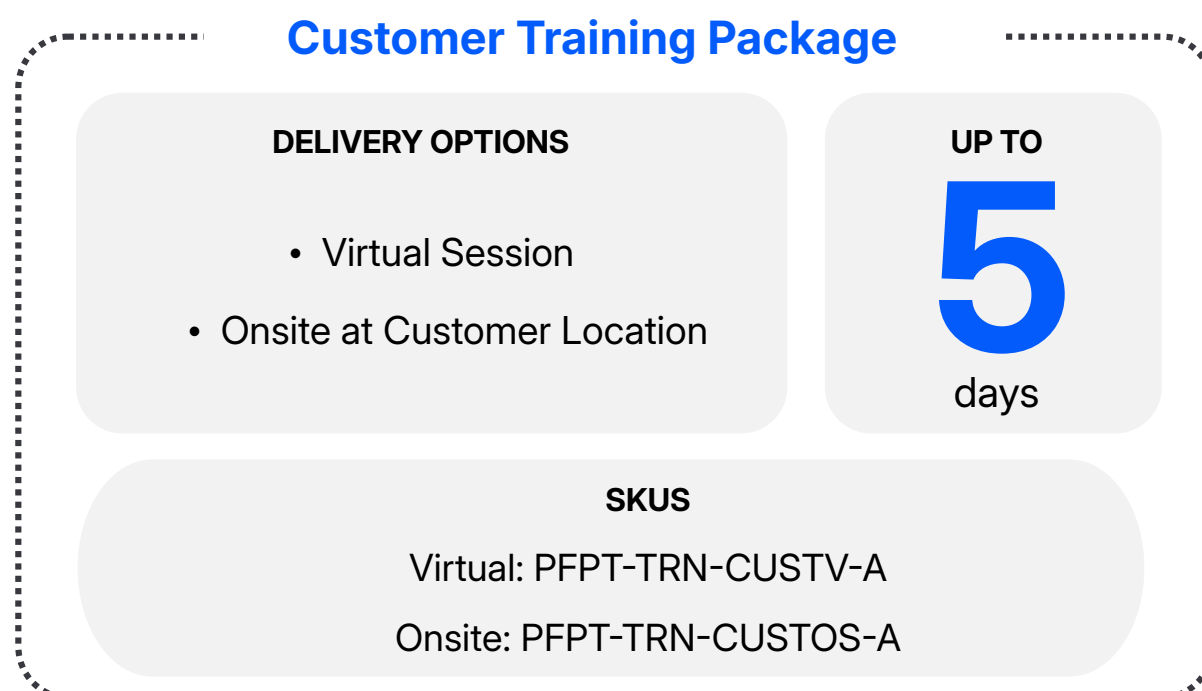 Customer Training Package
DELIVERY OPTIONS
• Virtual Session
• Onsite at Customer Location
UP TO
5
days
SKUS
Virtual: PFPT-TRN-CUSTV-A
Onsite: PFPT-TRN-CUSTOS-A